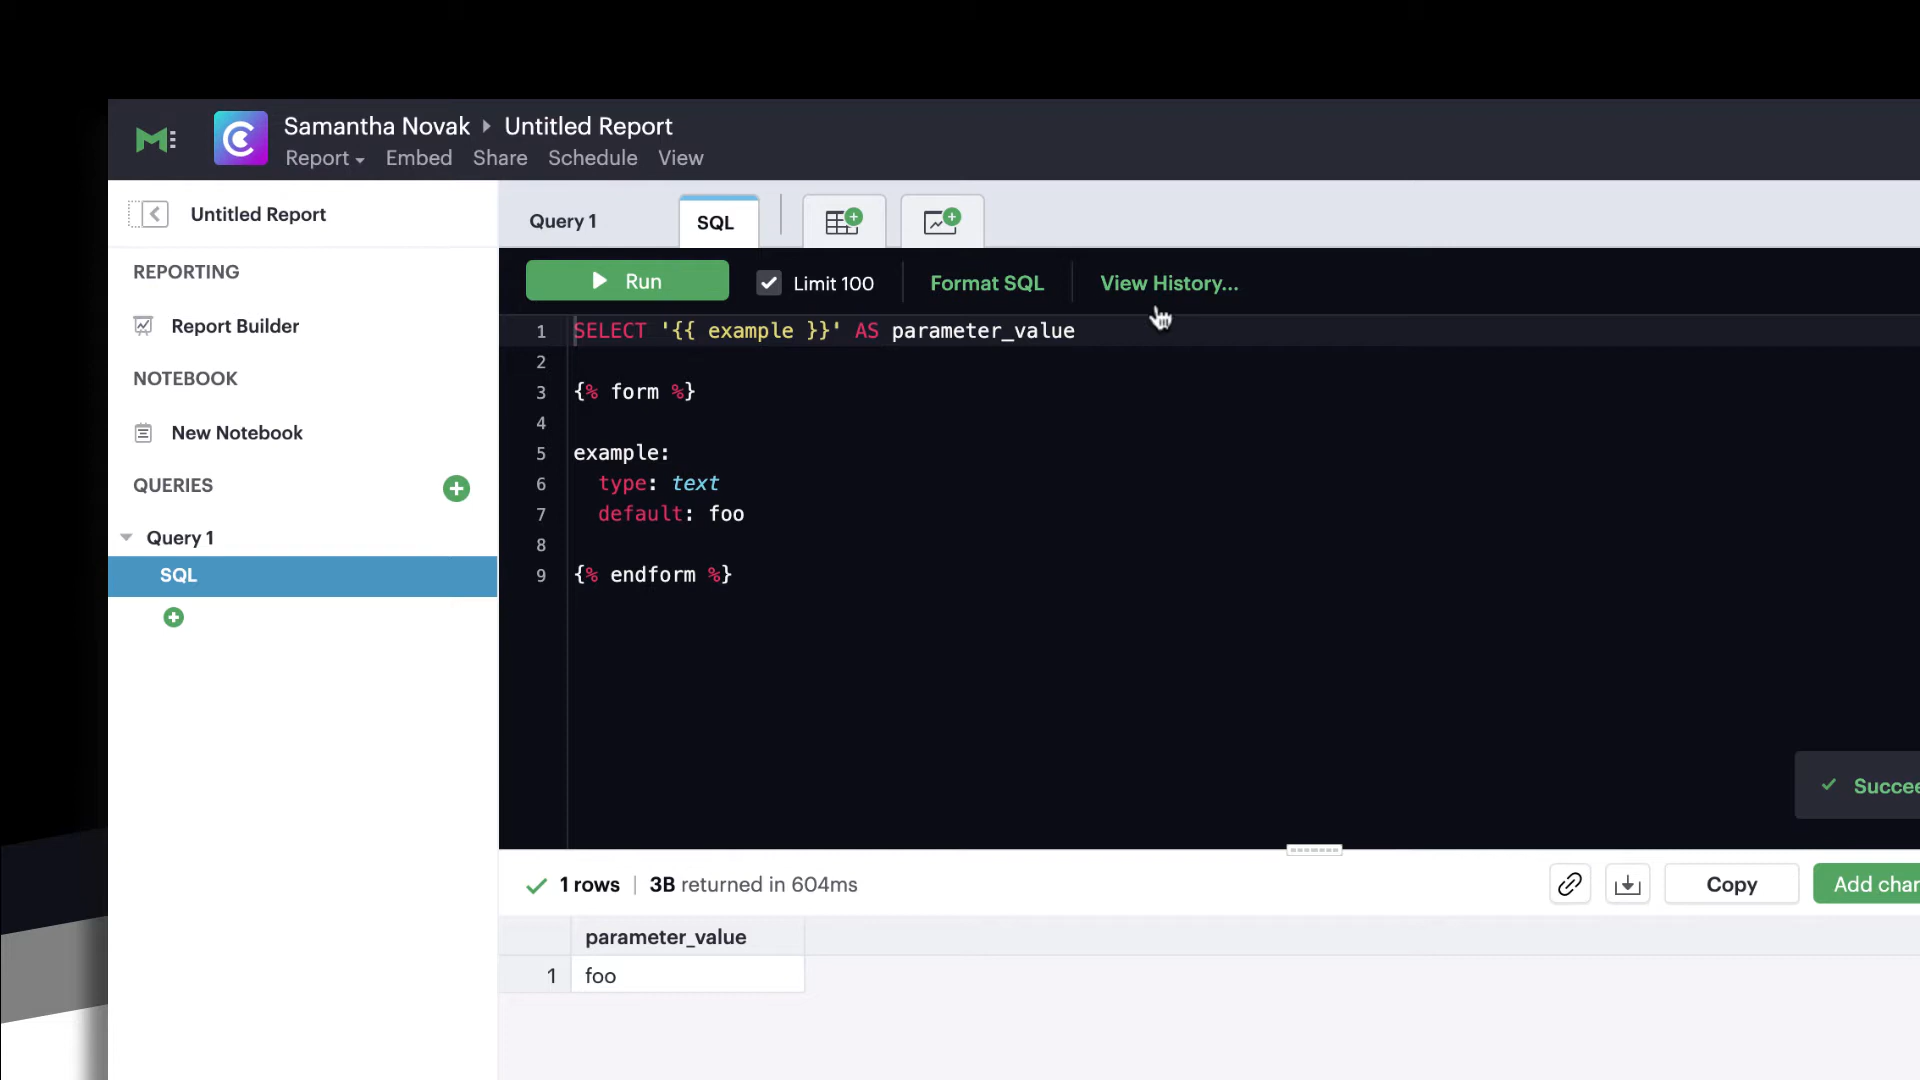 Samantha Novak Untitled Report
Report Embed Share Schedule View
Untitled Report
REPORTING
Report Builder
NOTEBOOK
New Notebook
QUERIES
Query 1
SQL
Query 1 SQL
Run Limit 100 Format SQL View History...
1 SELECT '{{ example }}' AS parameter_value
2
3 {% form %}
4
5 example:
6 type: text
7 default: foo
8
9 {% endform %}
Succee
1 rows | 3B returned in 604ms Copy Add char
parameter_value
1 foo